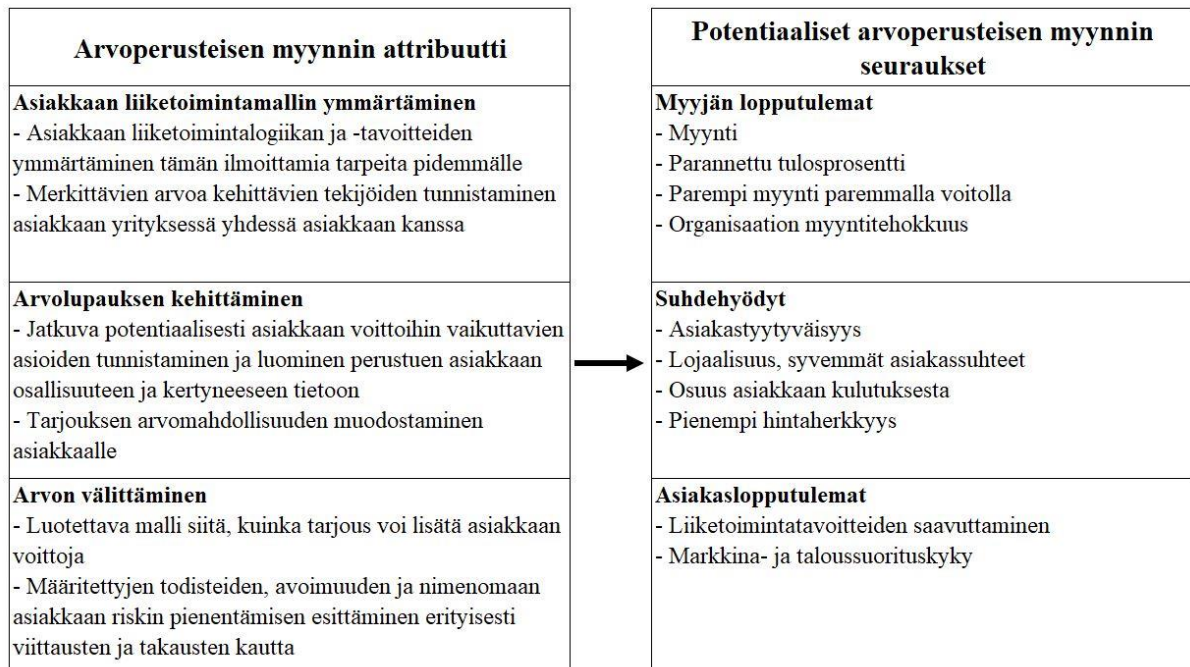 Arvoperusteisen myynnin attribuutti
Asiakkaan liiketoimintamallin ymmärtäminen
- Asiakkaan liiketoimintalogiikan ja -tavoitteiden
ymmärtäminen tämän ilmoittamia tarpeita pidemmälle
- Merkittävien arvoa kehittävien tekijöiden tunnistaminen
asiakkaan yrityksessä yhdessä asiakkaan kanssa
Arvolupauksen kehittäminen
- Jatkuva potentiaalisesti asiakkaan voittoihin vaikuttavien
asioiden tunnistaminen ja luominen perustuen asiakkaan
osallisuuteen ja kertyneeseen tietoon
- Tarjouksen arvomahdollisuuden muodostaminen
asiakkaalle
Arvon välittäminen
- Luotettava malli siitä, kuinka tarjous voi lisätä asiakkaan
voittoja
- Määritettyjen todisteiden, avoimuuden ja nimenomaan
asiakkaan riskin pienentämisen esittäminen erityisesti
viittausten ja takausten kautta
Potentiaaliset arvoperusteisen myynnin
seuraukset
Myyjän lopputulemat
- Myynti
- Parannettu tulosprosentti
- Parempi myynti paremmalla voitolla
- Organisaation myyntitehokkuus
Suhdehyödyt
- Asiakastyytyväisyys
- Lojaalisuus, syvemmät asiakassuhteet
- Osuus asiakkaan kulutuksesta
- Pienempi hintaherkkyys
Asiakaslopputulemat
- Liiketoimintatavoitteiden saavuttaminen
- Markkina- ja taloussuorituskyky